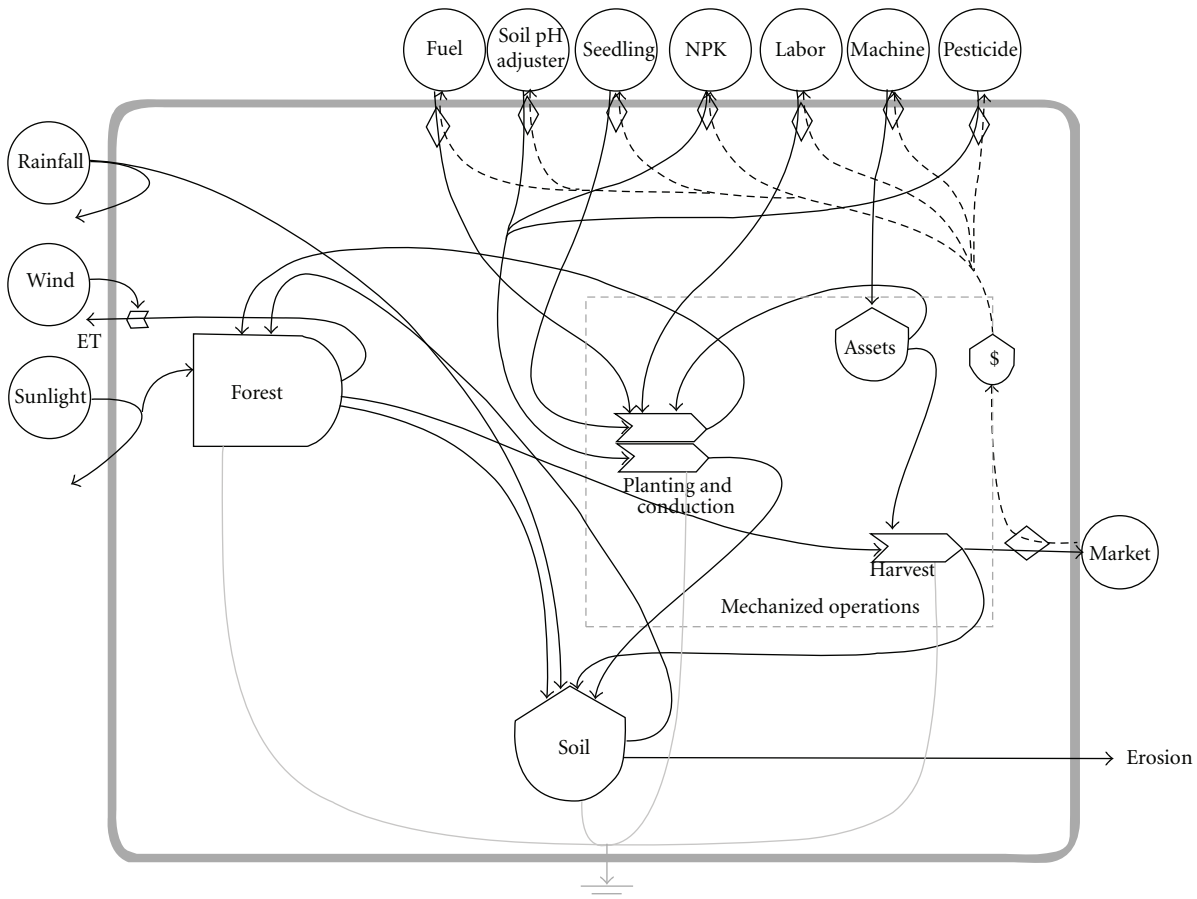 Fuel
Soil pH
adjuster
Seedling
NPK
Labor
Machine
Pesticide
Rainfall
Wind
ET
Sunlight
Forest
Assets
$
Planting and
conduction
Harvest
Market
Mechanized operations
Soil
Erosion